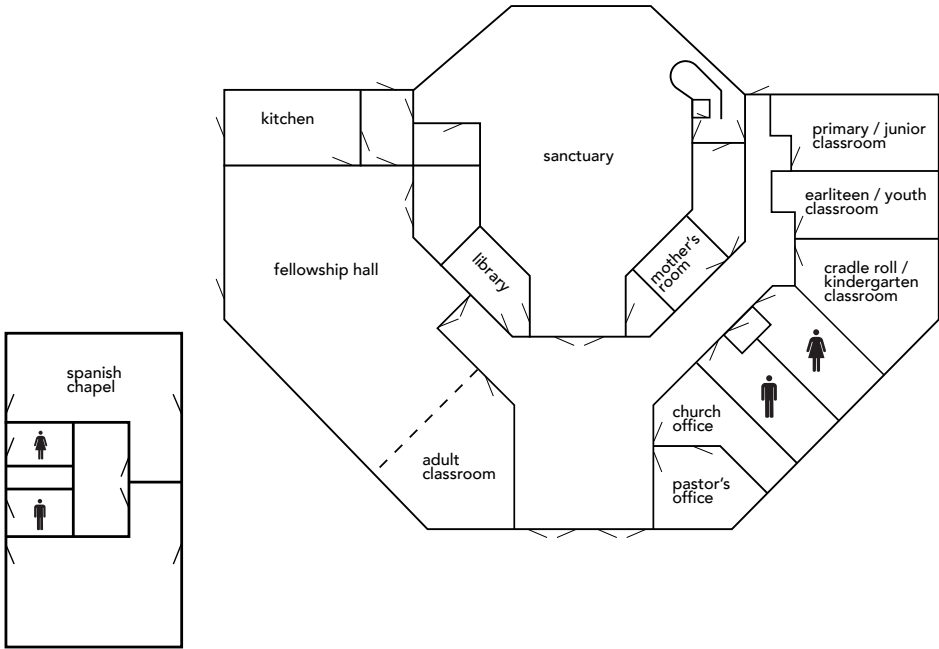 kitchen
sanctuary
primary / junior
classroom
earliteen / youth
classroom
fellowship hall
library
mother's
room
cradle roll /
kindergarten
classroom
spanish
chapel
church
office
adult
classroom
pastor's
office